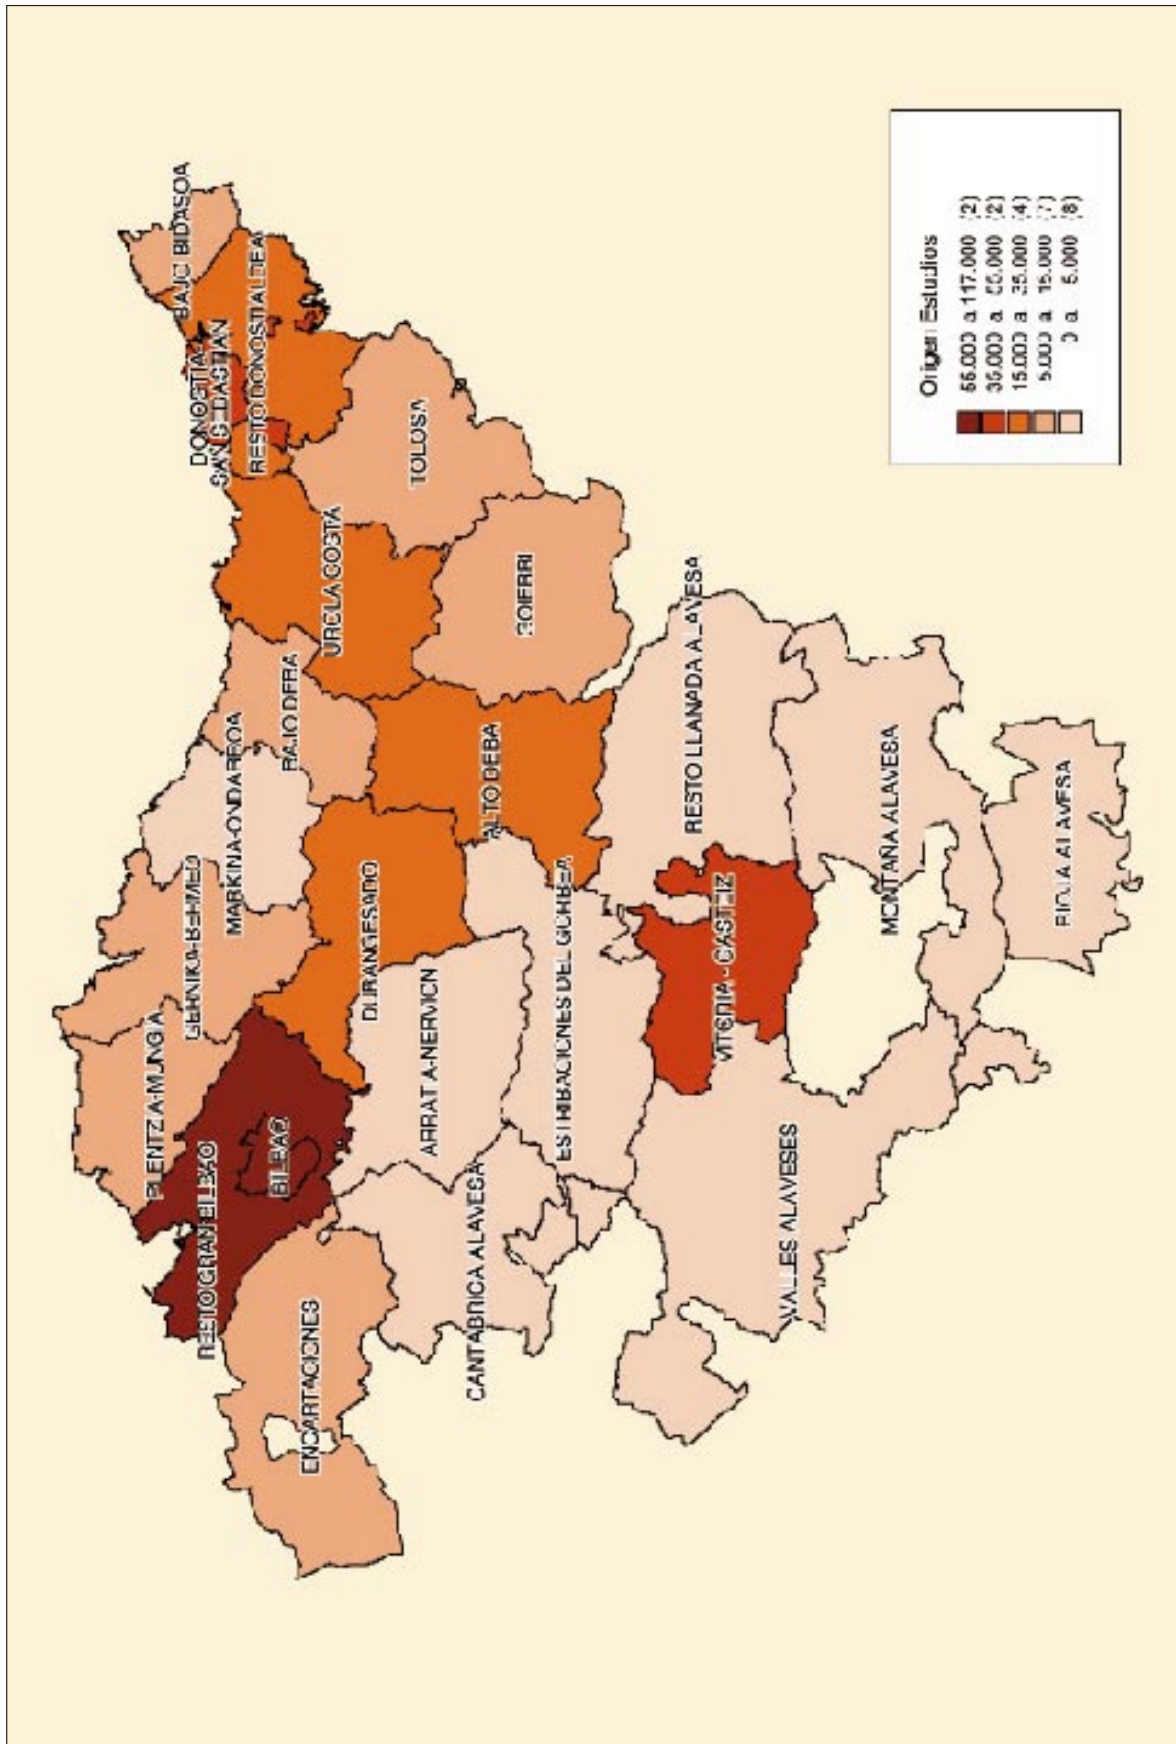 BAJO BIDASOA
DONOSTIA-
SAN SEBASTIAN
RESTO DONOSTIALDEA
TOLOSA
UROLA COSTA
GOIERRI
BAJO DEBA
ALTO DEBA
MARKINA-ONDARROA
GERNIKA-BERMEO
DURANGESADO
PLENTZIA-MUNGIA
RESTO GRAN BILBAO
BILBAO
ENCARTACIONES
ARRATIA-NERVION
CANTABRICA ALAVESA
ESTRIBACIONES DEL GORBEA
RESTO LLANADA ALAVESA
VITORIA - GASTEIZ
MONTAÑA ALAVESA
VALLES ALAVESES
RIOJA ALAVESA
Origen Estudios
55.000 a 117.000 (2)
35.000 a 55.000 (2)
15.000 a 35.000 (4)
5.000 a 15.000 (7)
0 a 5.000 (8)